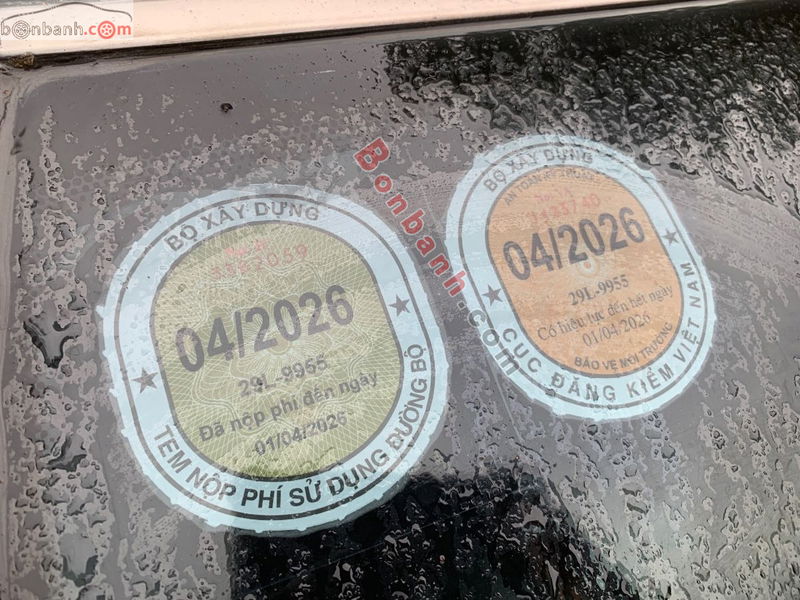 bonbanh.com
BỘ XÂY DỰNG
3362059
04/2026
29L-9955
Đã nộp phí đến ngày
01/04/2026
TEM NỘP PHÍ SỬ DỤNG ĐƯỜNG BỘ
Bonbanh.com
BỘ XÂY DỰNG
04/2026
29L-9955
Có hiệu lực đến hết ngày
01/04/2026
BẢO VỆ MÔI TRƯỜNG
CỤC ĐĂNG KIỂM VIỆT NAM